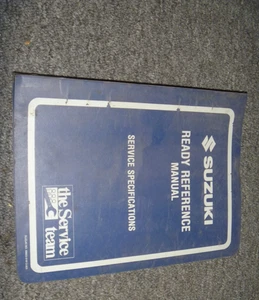 SUZUKI
READY REFERENCE
MANUAL
SERVICE SPECIFICATIONS
the Service
team